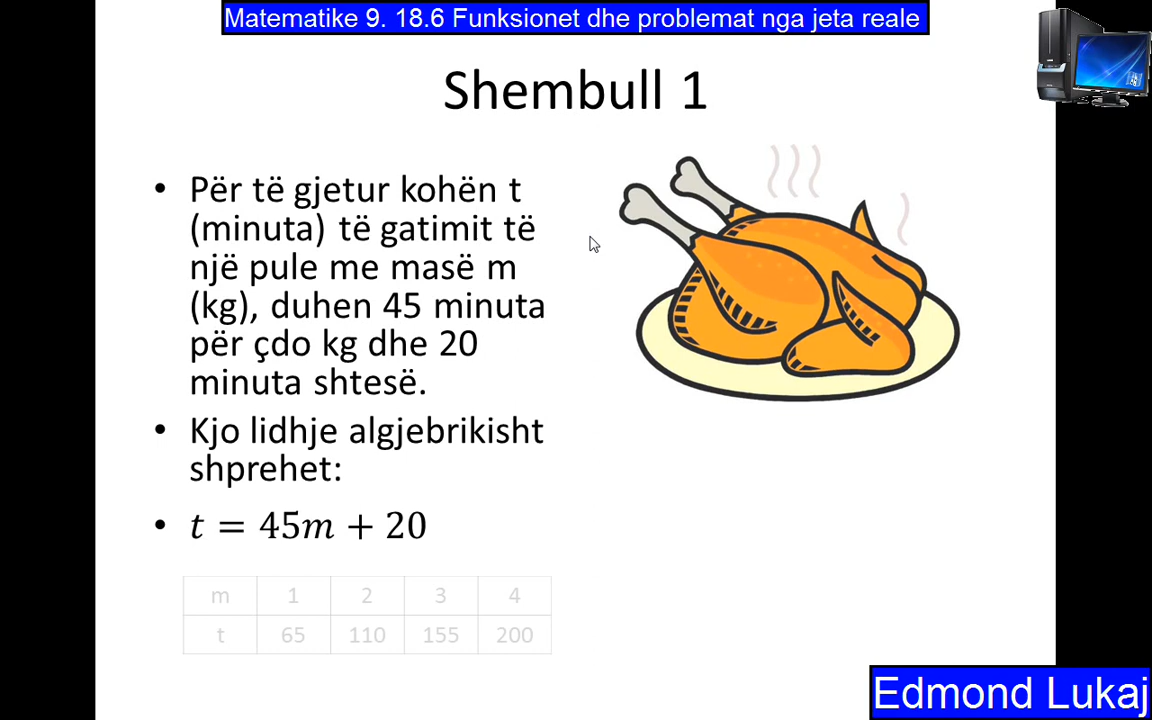 Matematike 9. 18.6 Funksionet dhe problemat nga jeta reale
Shembull 1
• Për të gjetur kohën t
(minuta) të gatimit të
një pule me masë m
(kg), duhen 45 minuta
për çdo kg dhe 20
minuta shtesë.
• Kjo lidhje algjebrikisht
shprehet:
• t = 45m + 20
m 1 2 3 4
t 65 110 155 200
Edmond Lukaj